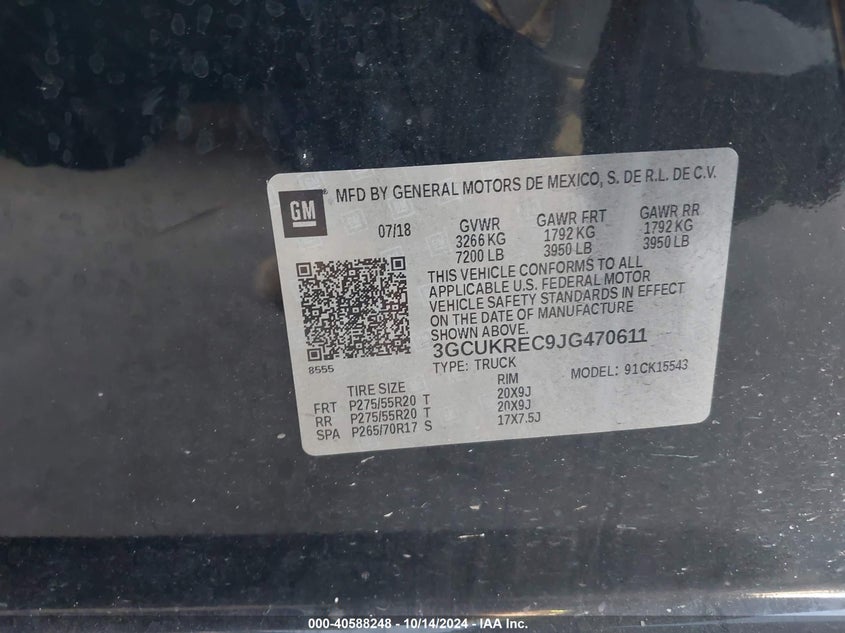 GM
MFD BY GENERAL MOTORS DE MEXICO, S. DE R.L. DE C.V.
07/18 GVWR GAWR FRT GAWR RR
3266 KG 1792 KG 1792 KG
7200 LB 3950 LB 3950 LB
THIS VEHICLE CONFORMS TO ALL
APPLICABLE U.S. FEDERAL MOTOR
VEHICLE SAFETY STANDARDS IN EFFECT
ON THE DATE OF MANUFACTURE
SHOWN ABOVE.
3GCUKREC9JG470611
8555 TYPE: TRUCK MODEL: 91CK15543
TIRE SIZE RIM
FRT P275/55R20 T 20X9J
RR P275/55R20 T 20X9J
SPA P265/70R17 S 17X7.5J
000-40588248 - 10/14/2024 - IAA Inc.